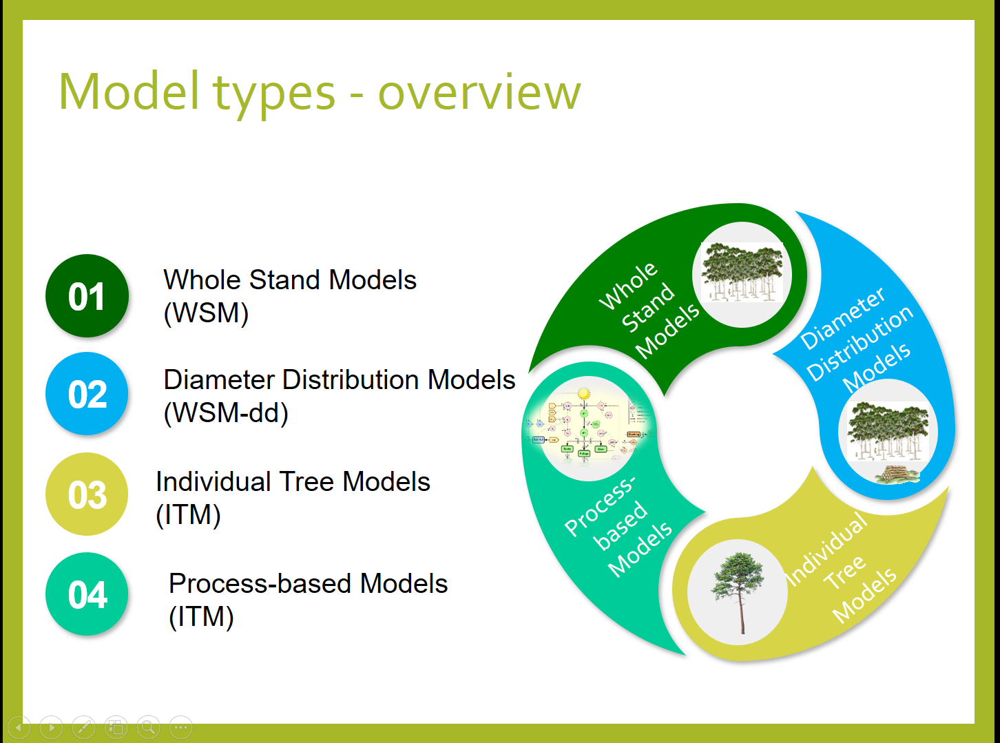 Model types - overview
01
Whole Stand Models
(WSM)
02
Diameter Distribution Models
(WSM-dd)
03
Individual Tree Models
(ITM)
04
Process-based Models
(ITM)
Whole
Stand
Models
Diameter
Distribution
Models
Individual
Tree
Models
Process-
based
Models